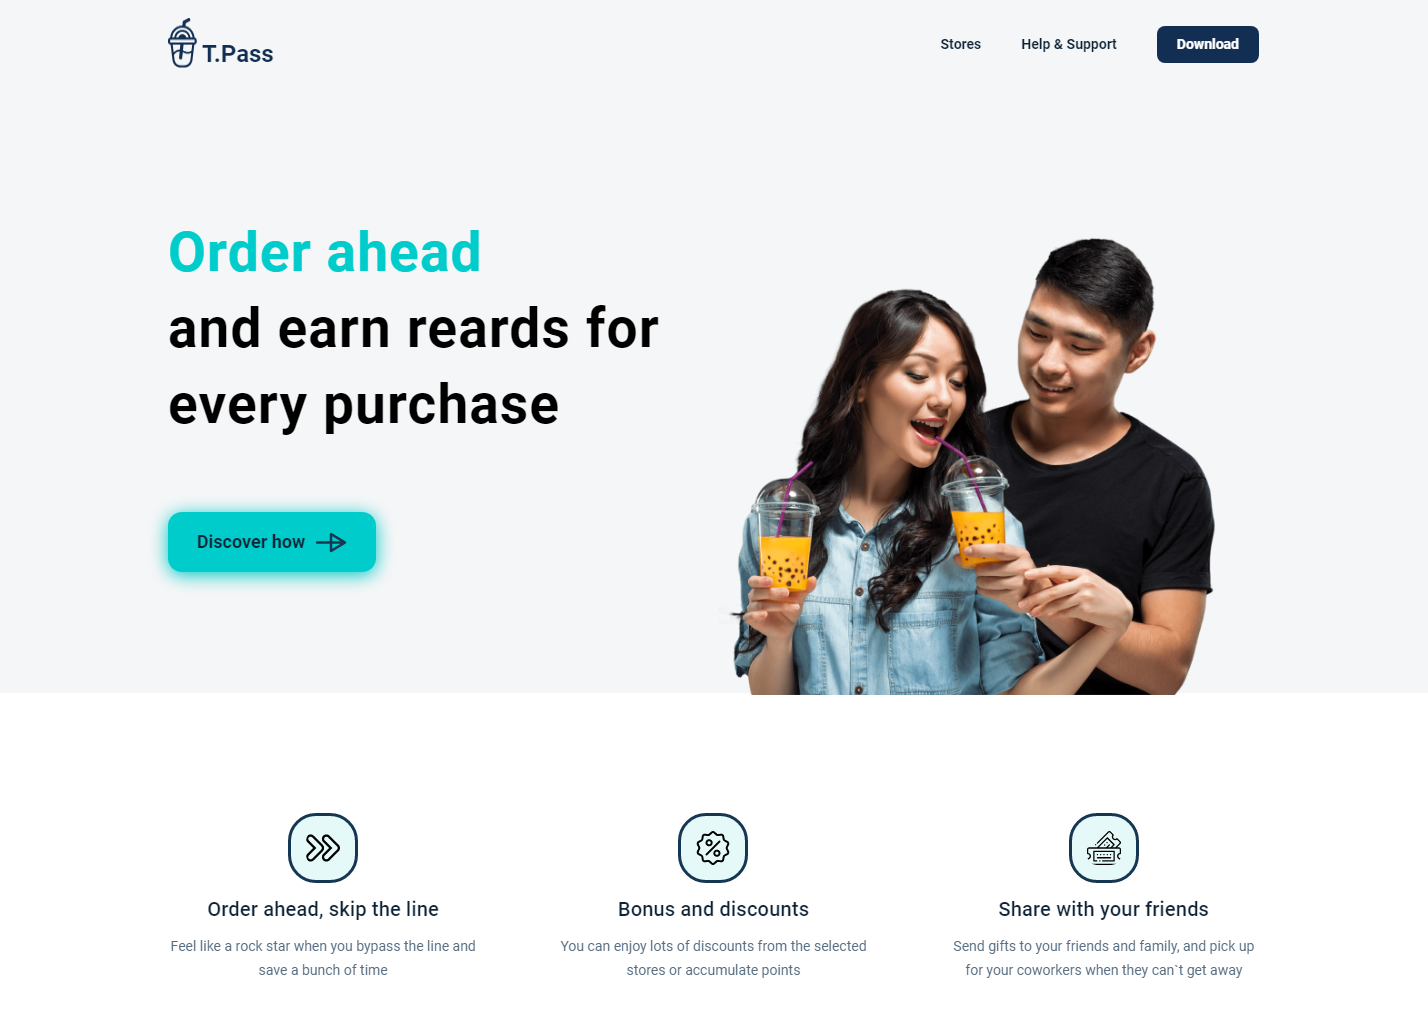 T.Pass
Stores
Help & Support
Download
Order ahead
and earn reards for
every purchase
Discover how
Order ahead, skip the line
Feel like a rock star when you bypass the line and
save a bunch of time
Bonus and discounts
You can enjoy lots of discounts from the selected
stores or accumulate points
Share with your friends
Send gifts to your friends and family, and pick up
for your coworkers when they can`t get away